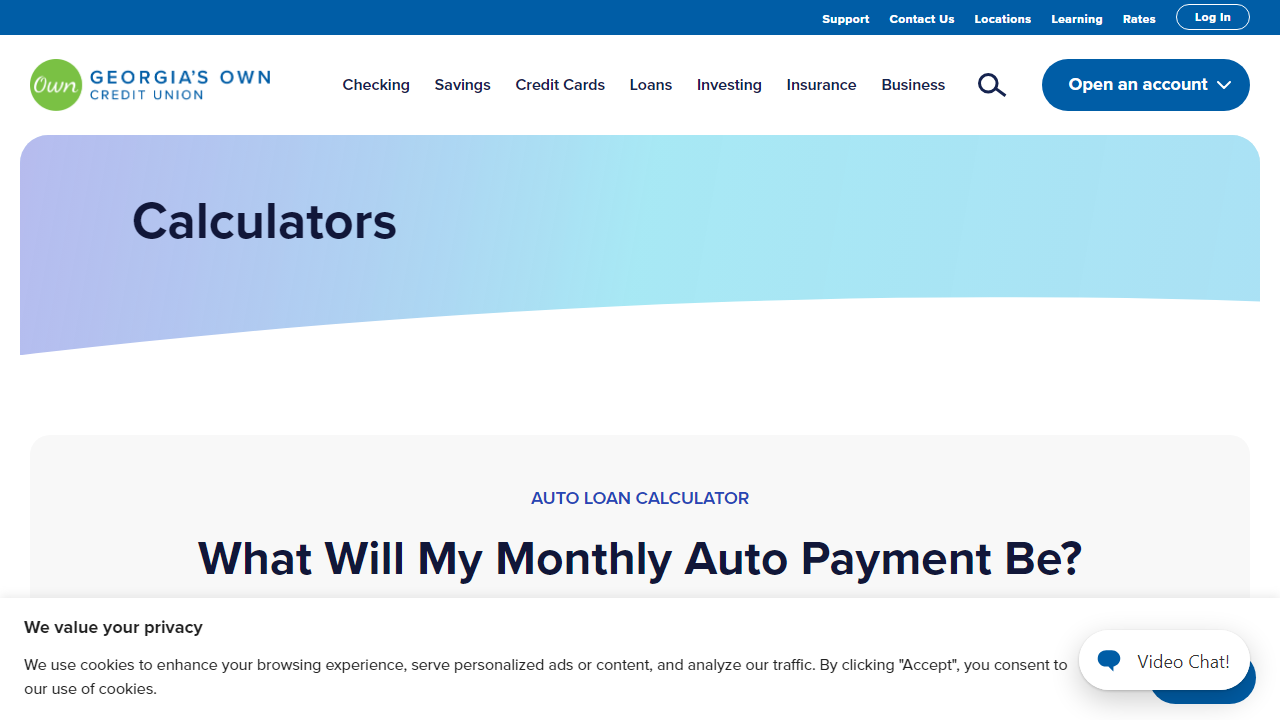 Support Contact Us Locations Learning Rates Log In
Own GEORGIA'S OWN
CREDIT UNION
Checking Savings Credit Cards Loans Investing Insurance Business Open an account
Calculators
AUTO LOAN CALCULATOR
What Will My Monthly Auto Payment Be?
We value your privacy
We use cookies to enhance your browsing experience, serve personalized ads or content, and analyze our traffic. By clicking "Accept", you consent to
our use of cookies.
Video Chat!